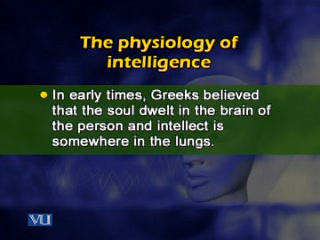 The physiology of
intelligence
• In early times, Greeks believed
that the soul dwelt in the brain of
the person and intellect is
somewhere in the lungs.
VU